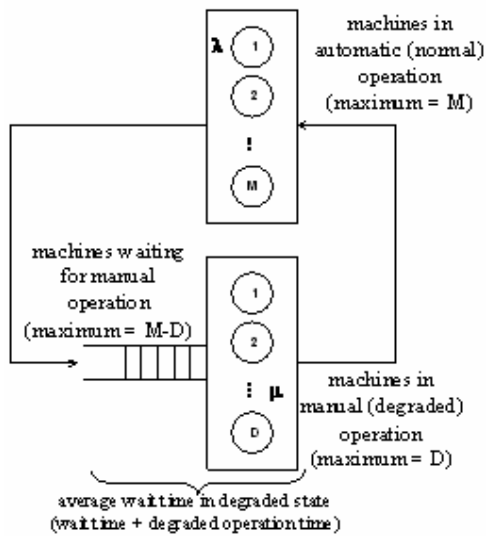 λ
1
2
⋮
M
machines in
automatic (normal)
operation
(maximum = M)
machines waiting
for manual
operation
(maximum = M-D)
1
2
⋮ μ
D
machines in
manual (degraded)
operation
(maximum = D)
average wait time in degraded state
(wait time + degraded operation time)